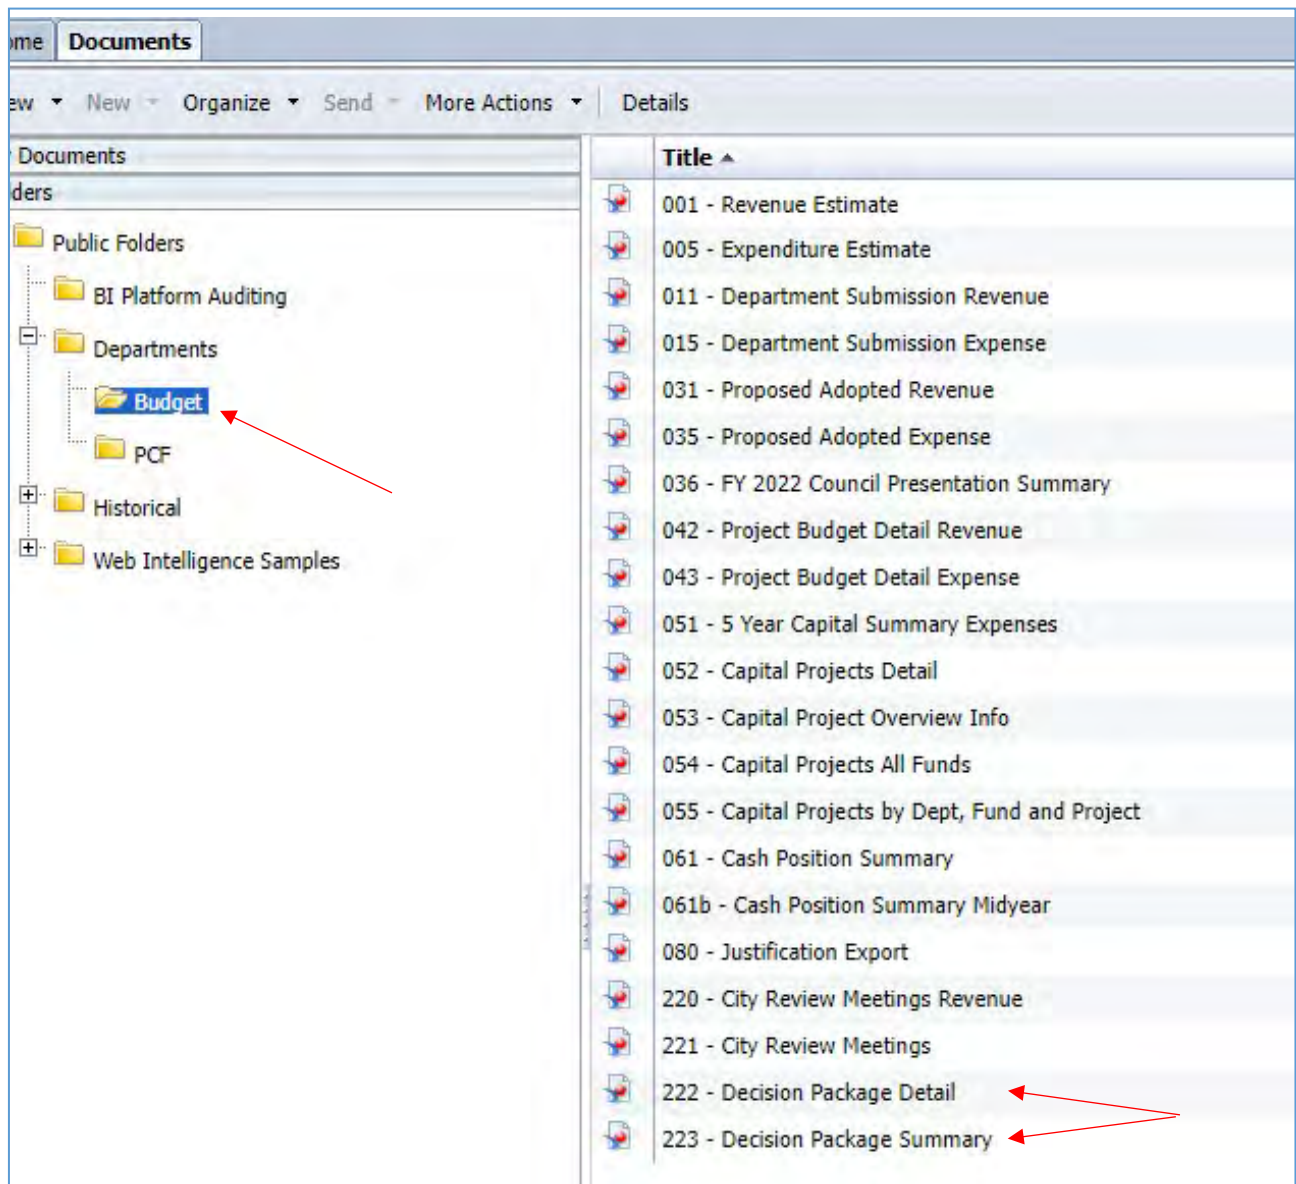 ome Documents
ew New Organize Send More Actions Details
Documents
ders
Public Folders
BI Platform Auditing
Departments
Budget
PCF
Historical
Web Intelligence Samples
Title
001 - Revenue Estimate
005 - Expenditure Estimate
011 - Department Submission Revenue
015 - Department Submission Expense
031 - Proposed Adopted Revenue
035 - Proposed Adopted Expense
036 - FY 2022 Council Presentation Summary
042 - Project Budget Detail Revenue
043 - Project Budget Detail Expense
051 - 5 Year Capital Summary Expenses
052 - Capital Projects Detail
053 - Capital Project Overview Info
054 - Capital Projects All Funds
055 - Capital Projects by Dept, Fund and Project
061 - Cash Position Summary
061b - Cash Position Summary Midyear
080 - Justification Export
220 - City Review Meetings Revenue
221 - City Review Meetings
222 - Decision Package Detail
223 - Decision Package Summary